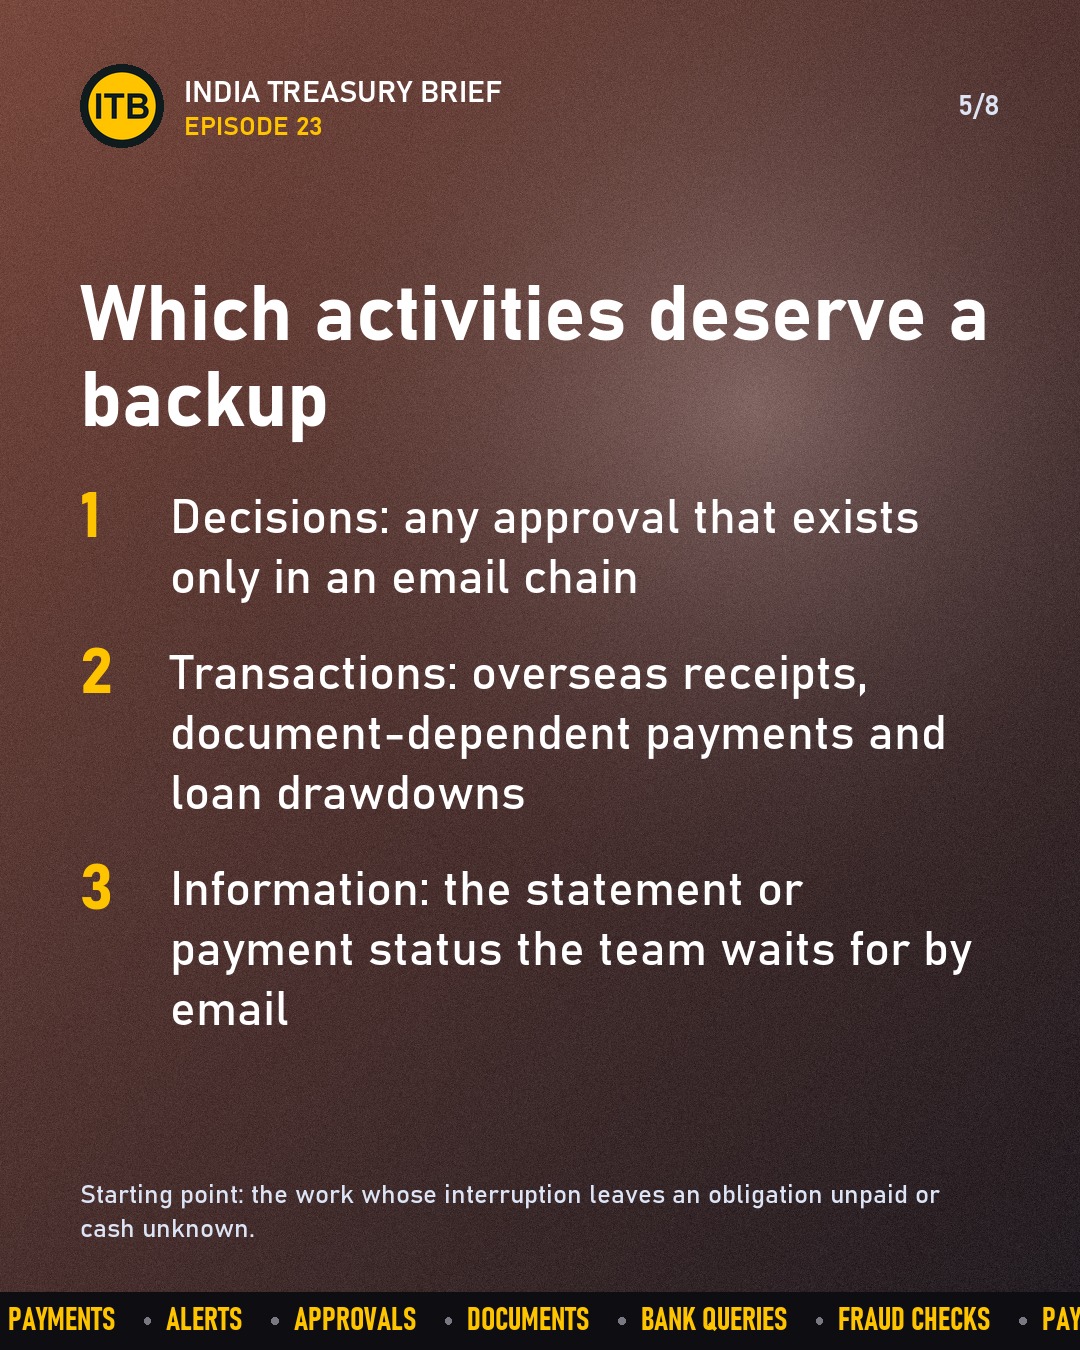 ITB
INDIA TREASURY BRIEF
EPISODE 23
5/8
Which activities deserve a
backup
1 Decisions: any approval that exists
only in an email chain
2 Transactions: overseas receipts,
document-dependent payments and
loan drawdowns
3 Information: the statement or
payment status the team waits for by
email
Starting point: the work whose interruption leaves an obligation unpaid or
cash unknown.
PAYMENTS • ALERTS • APPROVALS • DOCUMENTS • BANK QUERIES • FRAUD CHECKS • PAY